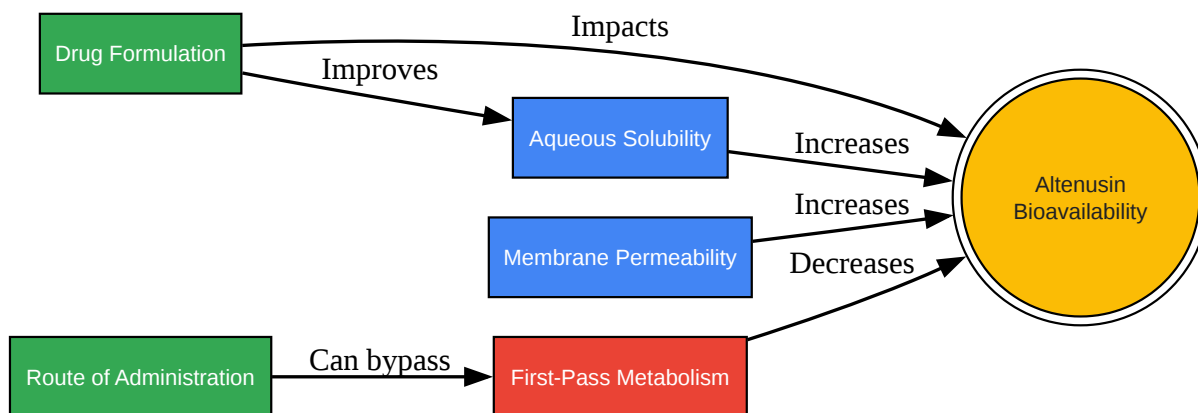 Drug Formulation
Impacts
Improves
Aqueous Solubility
Increases
Altenusin
Bioavailability
Increases
Membrane Permeability
Decreases
Route of Administration
Can bypass
First-Pass Metabolism